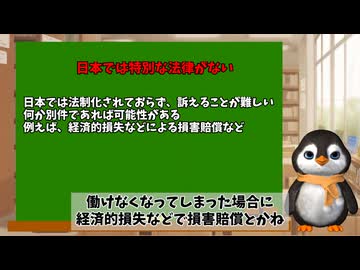 日本では特別な法律がない
日本では法制化されておらず、訴えることが難しい
何か別件であれば可能性がある
例えば、経済的損失などによる損害賠償など
働けなくなってしまった場合に
経済的損失などで損害賠償とかね